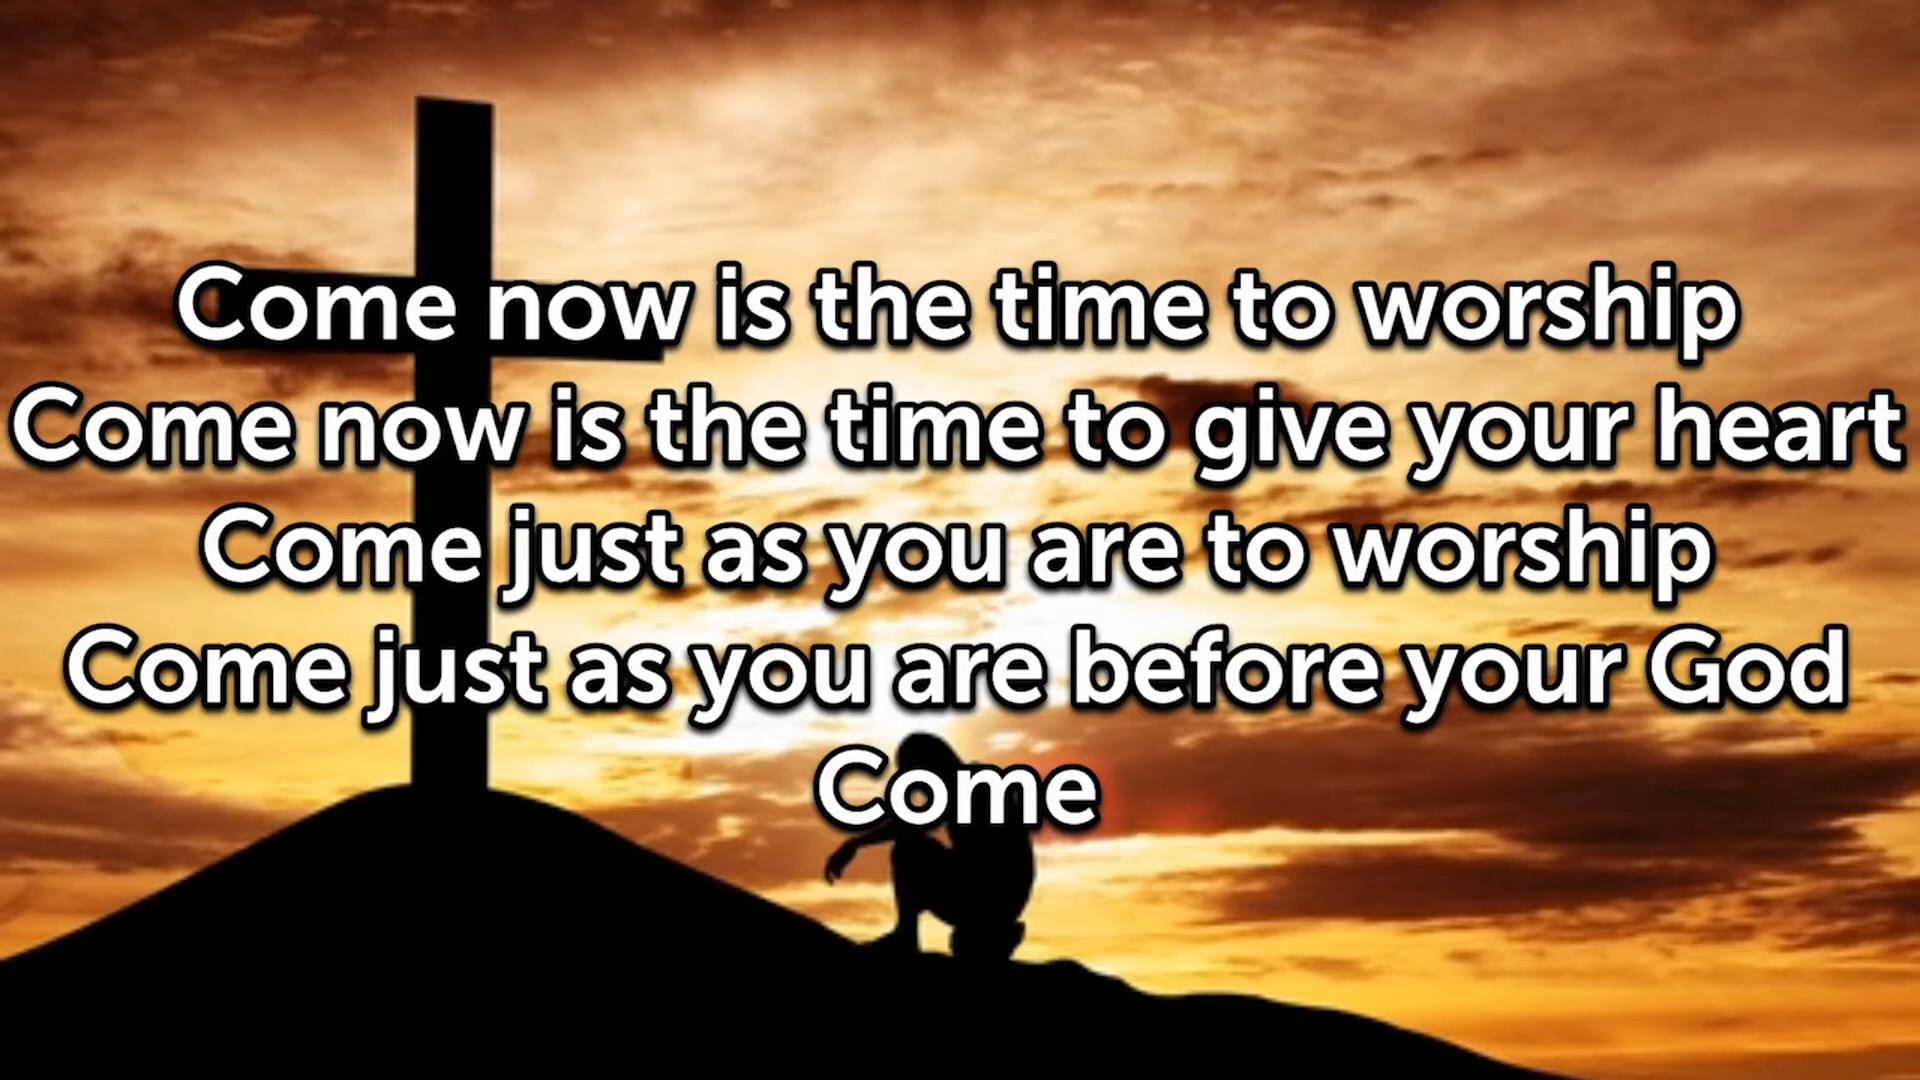 Come now is the time to worship
Come now is the time to give your heart
Come just as you are to worship
Come just as you are before your God
Come